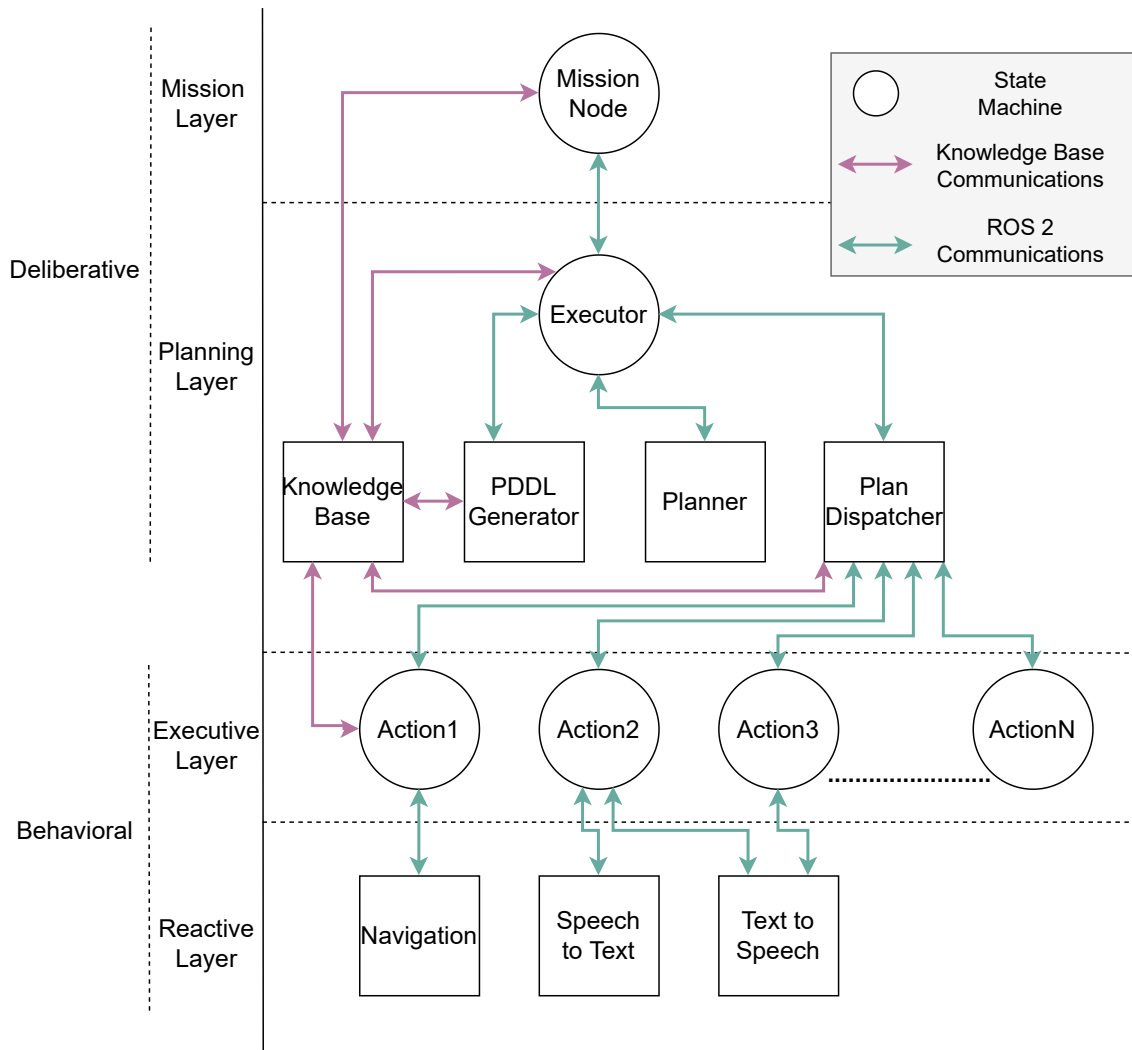 Mission
Layer
Mission
Node
State
Machine
Knowledge Base
Communications
ROS 2
Communications
Deliberative
Planning
Layer
Executor
Knowledge
Base
PDDL
Generator
Planner
Plan
Dispatcher
Executive
Layer
Action1
Action2
Action3
ActionN
Behavioral
Reactive
Layer
Navigation
Speech
to Text
Text to
Speech